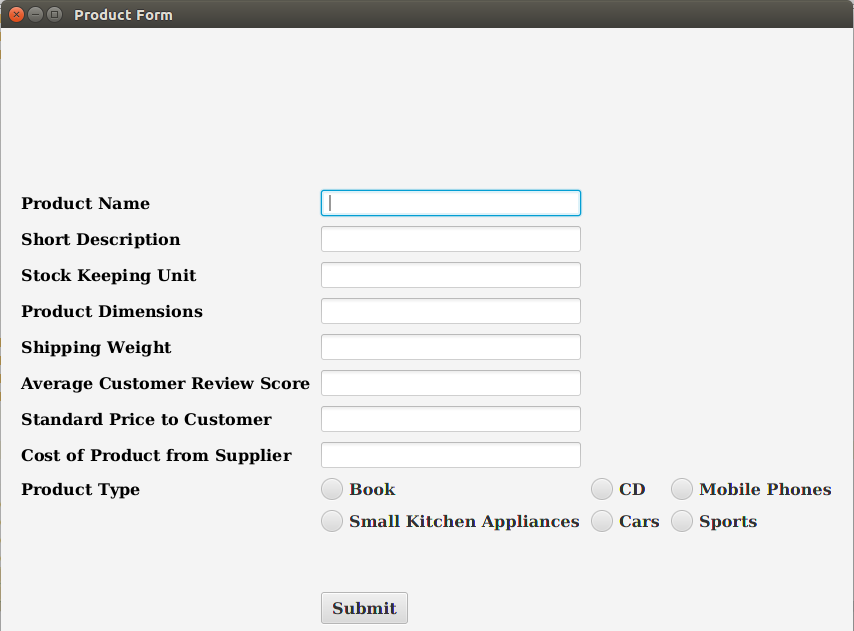 Product Form
Product Name
Short Description
Stock Keeping Unit
Product Dimensions
Shipping Weight
Average Customer Review Score
Standard Price to Customer
Cost of Product from Supplier
Product Type Book CD Mobile Phones
Small Kitchen Appliances Cars Sports
Submit